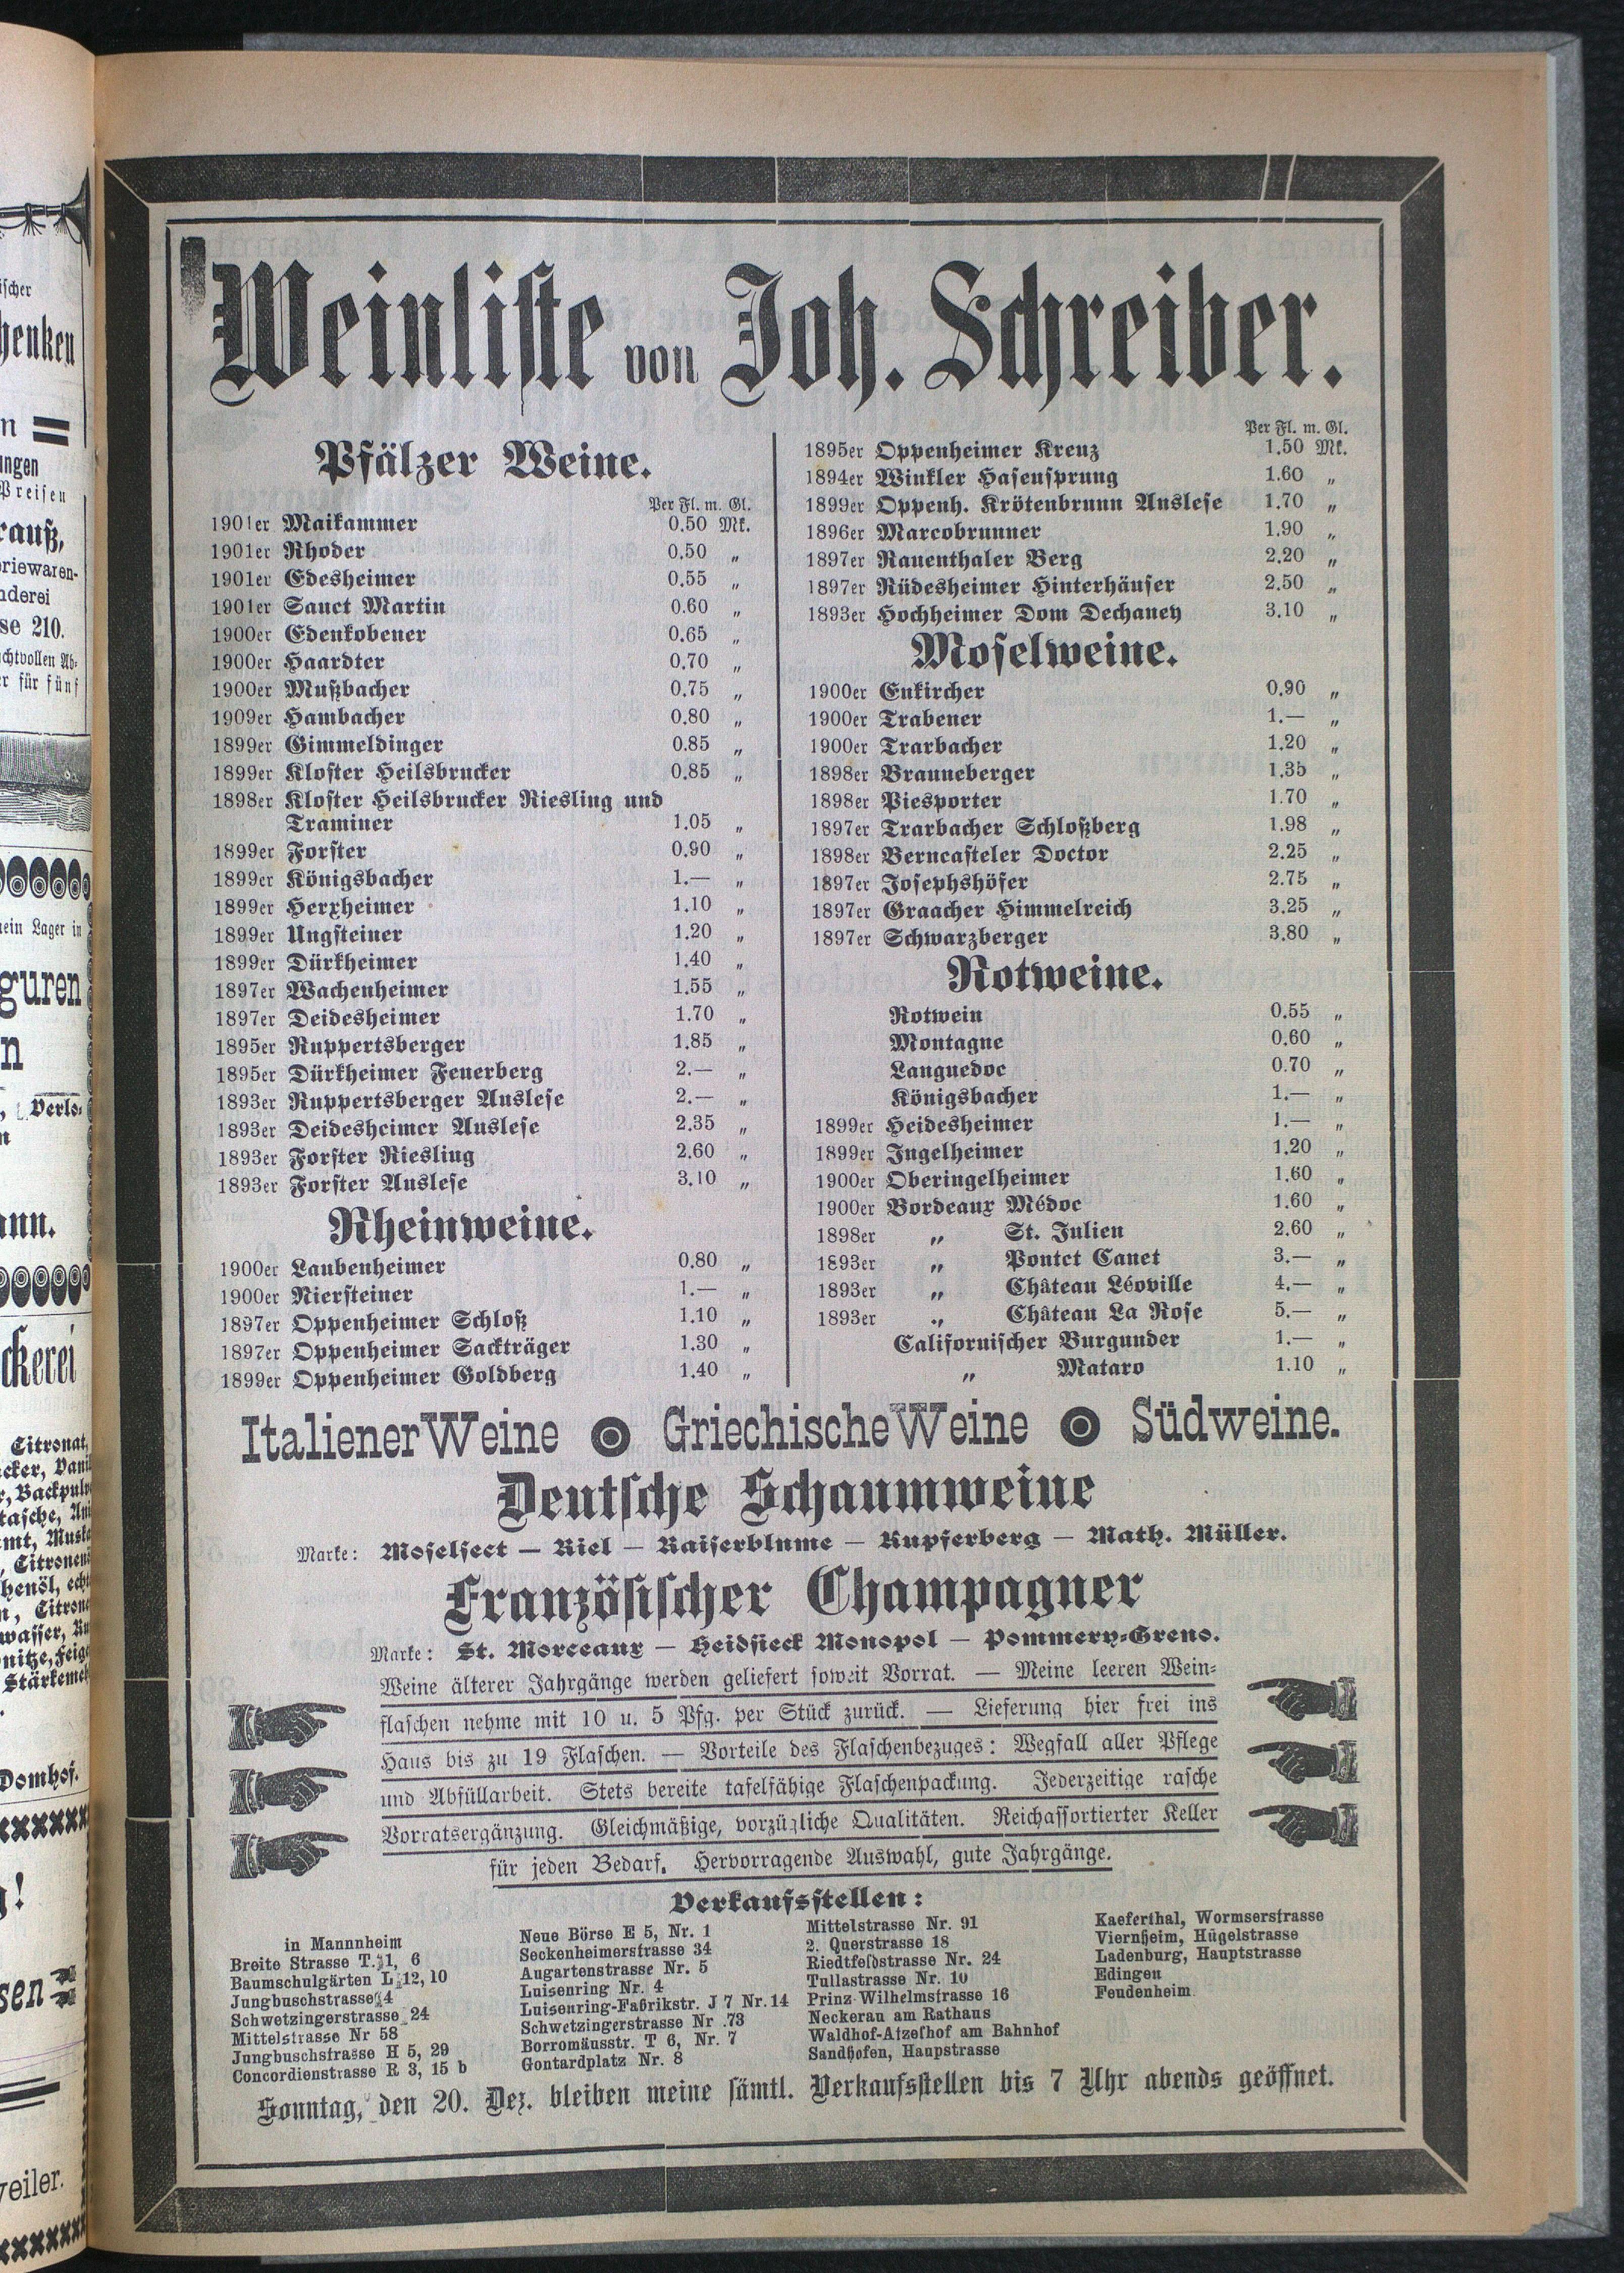 Weinliste von Joh. Schreiber.
Pfälzer Weine.
Per Fl. m. Gl.
1901er Maikammer 0.50 Mk.
1901er Rhoder 0.50 „
1901er Edesheimer 0.55 „
1901er Sanct Martin 0.60 „
1900er Edenkobener 0.65 „
1900er Haardter 0.70 „
1900er Mußbacher 0.75 „
1909er Hambacher 0.80 „
1899er Gimmeldinger 0.85 „
1899er Kloster Heilsbrucker 0.85 „
1898er Kloster Heilsbrucker Riesling und
Traminer 1.05 „
1899er Forster 0.90 „
1899er Königsbacher 1.— „
1899er Herxheimer 1.10 „
1899er Ungsteiner 1.20 „
1899er Dürkheimer 1.40 „
1897er Wachenheimer 1.55 „
1897er Deidesheimer 1.70 „
1895er Ruppertsberger 1.85 „
1895er Dürkheimer Feuerberg 2.— „
1893er Ruppertsberger Auslese 2.— „
1893er Deidesheimer Auslese 2.35 „
1893er Forster Riesling 2.60 „
1893er Forster Auslese 3.10 „
Rheinweine.
1900er Laubenheimer 0.80 „
1900er Niersteiner 1.— „
1897er Oppenheimer Schloß 1.10 „
1897er Oppenheimer Sackträger 1.30 „
1899er Oppenheimer Goldberg 1.40 „
Per Fl. m. Gl.
1895er Oppenheimer Kreuz 1.50 Mk.
1894er Winkler Hasensprung 1.60 „
1899er Oppenh. Krötenbrunn Auslese 1.70 „
1896er Marcobrunner 1.90 „
1897er Rauenthaler Berg 2.20 „
1897er Rüdesheimer Hinterhäuser 2.50 „
1893er Hochheimer Dom Dechaney 3.10 „
Moselweine.
1900er Enkircher 0.90 „
1900er Trabener 1.— „
1900er Trarbacher 1.20 „
1898er Brauneberger 1.35 „
1898er Piesporter 1.70 „
1897er Trarbacher Schloßberg 1.98 „
1898er Berncasteler Doctor 2.25 „
1897er Josephshöfer 2.75 „
1897er Graacher Himmelreich 3.25 „
1897er Schwarzberger 3.80 „
Rotweine.
Rotwein 0.55 „
Montagne 0.60 „
Languedoc 0.70 „
Königsbacher 1.— „
1899er Heidesheimer 1.— „
1899er Ingelheimer 1.20 „
1900er Oberingelheimer 1.60 „
1900er Bordeaux Médoc 1.60 „
1898er „ St. Julien 2.60 „
1893er „ Pontet Canet 3.— „
1893er „ Château Léoville 4.— „
1893er „ Château La Rose 5.— „
Californischer Burgunder 1.— „
„ Mataro 1.10 „
Italiener Weine Griechische Weine Südweine.
Deutsche Schaumweine
Marke: Moselsect — Riel — Kaiserblume — Kupferberg — Math. Müller.
Französischer Champagner
Marke: St. Morceaux — Heidsieck Monopol — Pommery-Greno.
Weine älterer Jahrgänge werden geliefert soweit Vorrat. — Meine leeren Wein-
flaschen nehme mit 10 u. 5 Pfg. per Stück zurück. — Lieferung hier frei ins
Haus bis zu 19 Flaschen. — Vorteile des Flaschenbezuges: Wegfall aller Pflege
und Abfüllarbeit. Stets bereite tafelfähige Flaschenpackung. Jederzeitige rasche
Vorratsergänzung. Gleichmäßige, vorzügliche Qualitäten. Reichassortierter Keller
für jeden Bedarf. Hervorragende Auswahl, gute Jahrgänge.
Verkaufsstellen:
in Mannnheim
Breite Strasse T. 1, 6
Baumschulgärten L 12, 10
Jungbuschstrasse 4
Schwetzingerstrasse 24
Mittelstrasse Nr 58
Jungbuschstrasse H 5, 29
Concordienstrasse R 3, 15 b
Neue Börse E 5, Nr. 1
Seckenheimerstrasse 34
Augartenstrasse Nr. 5
Luisenring Nr. 4
Luisenring-Fabrikstr. J 7 Nr. 14
Schwetzingerstrasse Nr .73
Borromäusstr. T 6, Nr. 7
Gontardplatz Nr. 8
Mittelstrasse Nr. 91
2. Querstrasse 18
Riedtfeldstrasse Nr. 24
Tullastrasse Nr. 10
Prinz Wilhelmstrasse 16
Neckerau am Rathaus
Waldhof-Atzelhof am Bahnhof
Sandhofen, Haupstrasse
Kaeferthal, Wormserstrasse
Viernheim, Hügelstrasse
Ladenburg, Hauptstrasse
Edingen
Feudenheim
Sonntag, den 20. Dez. bleiben meine sämtl. Verkaufsstellen bis 7 Uhr abends geöffnet.